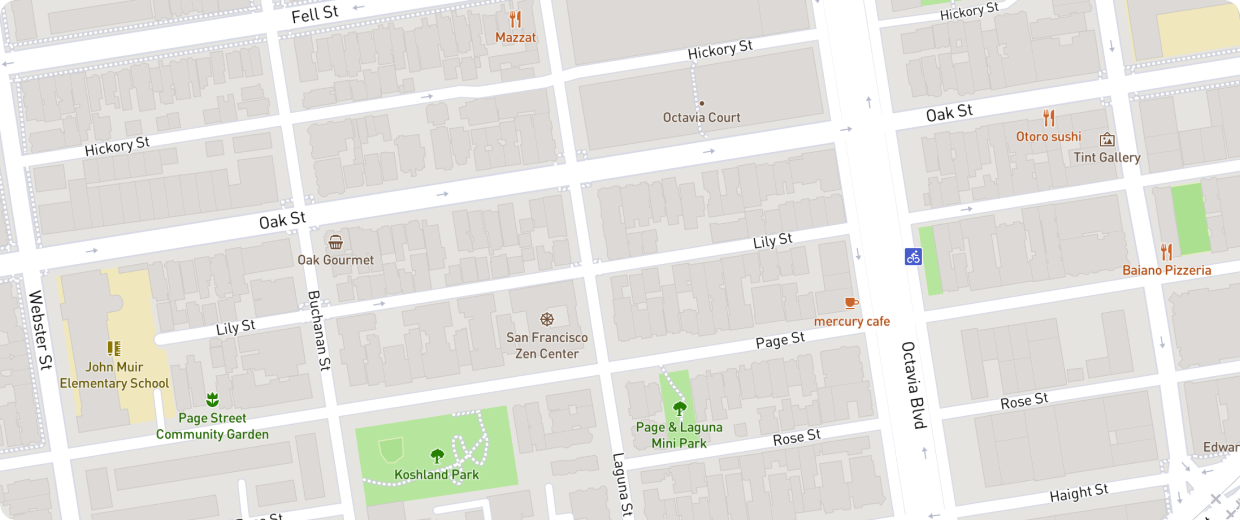 Fell St
Mazzat
Hickory St
Hickory St
Octavia Court
Oak St
Otoro sushi
Tint Gallery
Hickory St
Oak St
Oak Gourmet
Lily St
Baiano Pizzeria
Webster St
Buchanan St
Lily St
San Francisco
Zen Center
mercury cafe
Page St
Octavia Blvd
John Muir
Elementary School
Page Street
Community Garden
Page & Laguna
Mini Park
Rose St
Rose St
Koshland Park
Laguna St
Haight St
Edwar